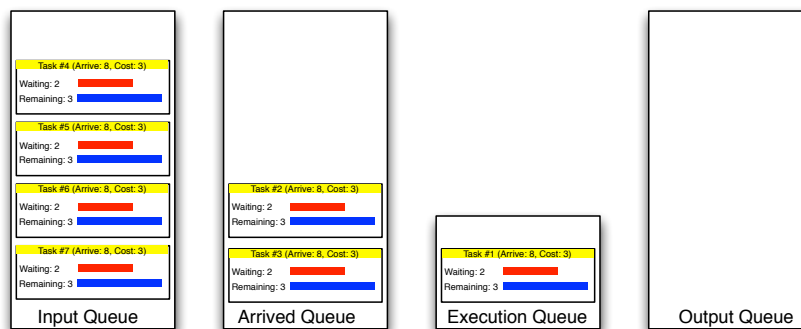 Task #4 (Arrive: 8, Cost: 3)
Waiting: 2
Remaining: 3
Task #5 (Arrive: 8, Cost: 3)
Waiting: 2
Remaining: 3
Task #6 (Arrive: 8, Cost: 3)
Waiting: 2
Remaining: 3
Task #7 (Arrive: 8, Cost: 3)
Waiting: 2
Remaining: 3
Input Queue
Task #2 (Arrive: 8, Cost: 3)
Waiting: 2
Remaining: 3
Task #3 (Arrive: 8, Cost: 3)
Waiting: 2
Remaining: 3
Arrived Queue
Task #1 (Arrive: 8, Cost: 3)
Waiting: 2
Remaining: 3
Execution Queue
Output Queue